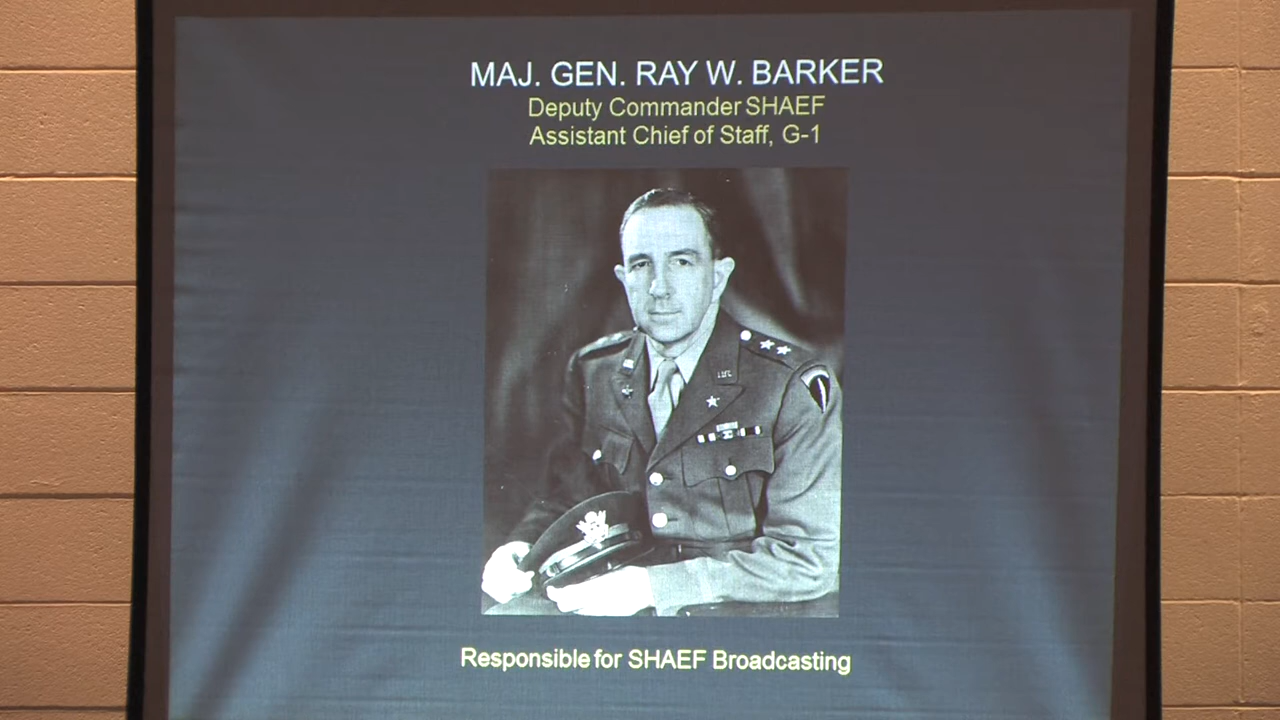 MAJ. GEN. RAY W. BARKER
Deputy Commander SHAEF
Assistant Chief of Staff, G-1
Responsible for SHAEF Broadcasting